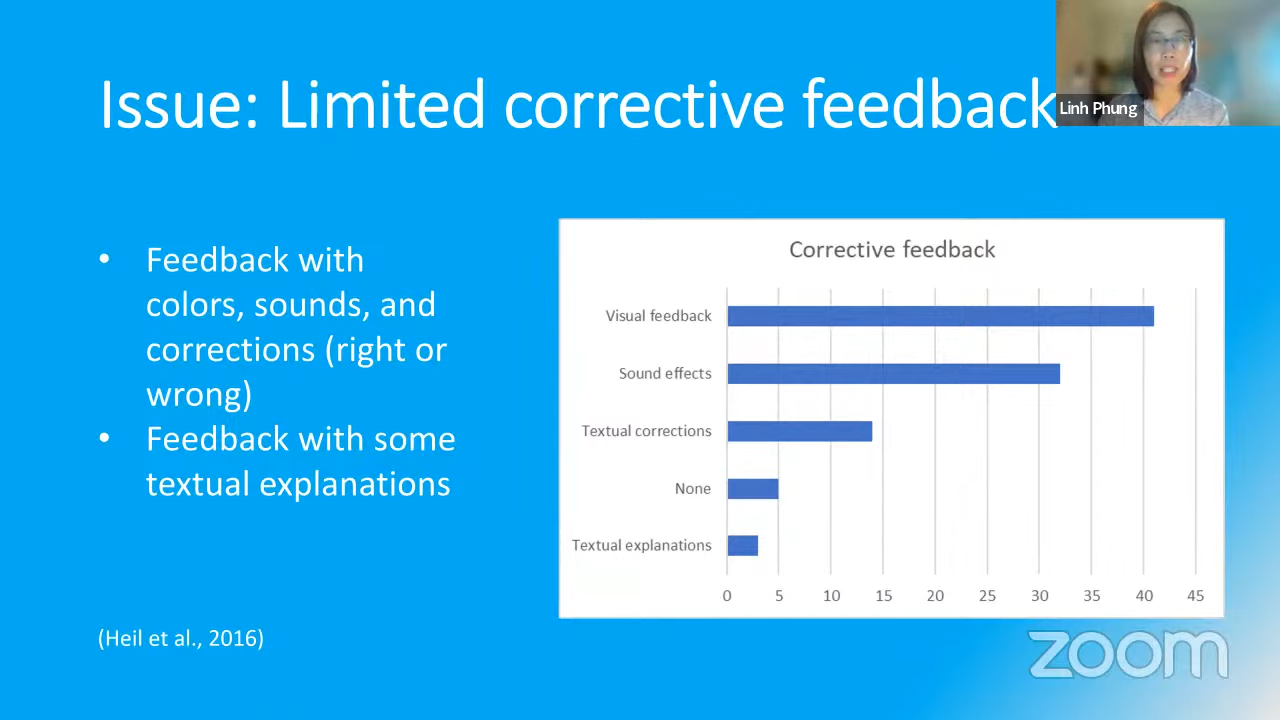 Issue: Limited corrective feedback
Linh Phung
• Feedback with
colors, sounds, and
corrections (right or
wrong)
• Feedback with some
textual explanations
(Heil et al., 2016)
Corrective feedback
Visual feedback
Sound effects
Textual corrections
None
Textual explanations
0 5 10 15 20 25 30 35 40 45
zoom